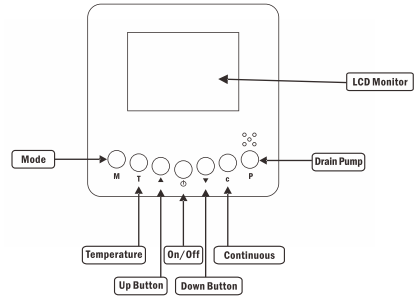 LCD Monitor
Mode
Drain Pump
M
T
c
P
Temperature
On/Off
Continuous
Up Button
Down Button